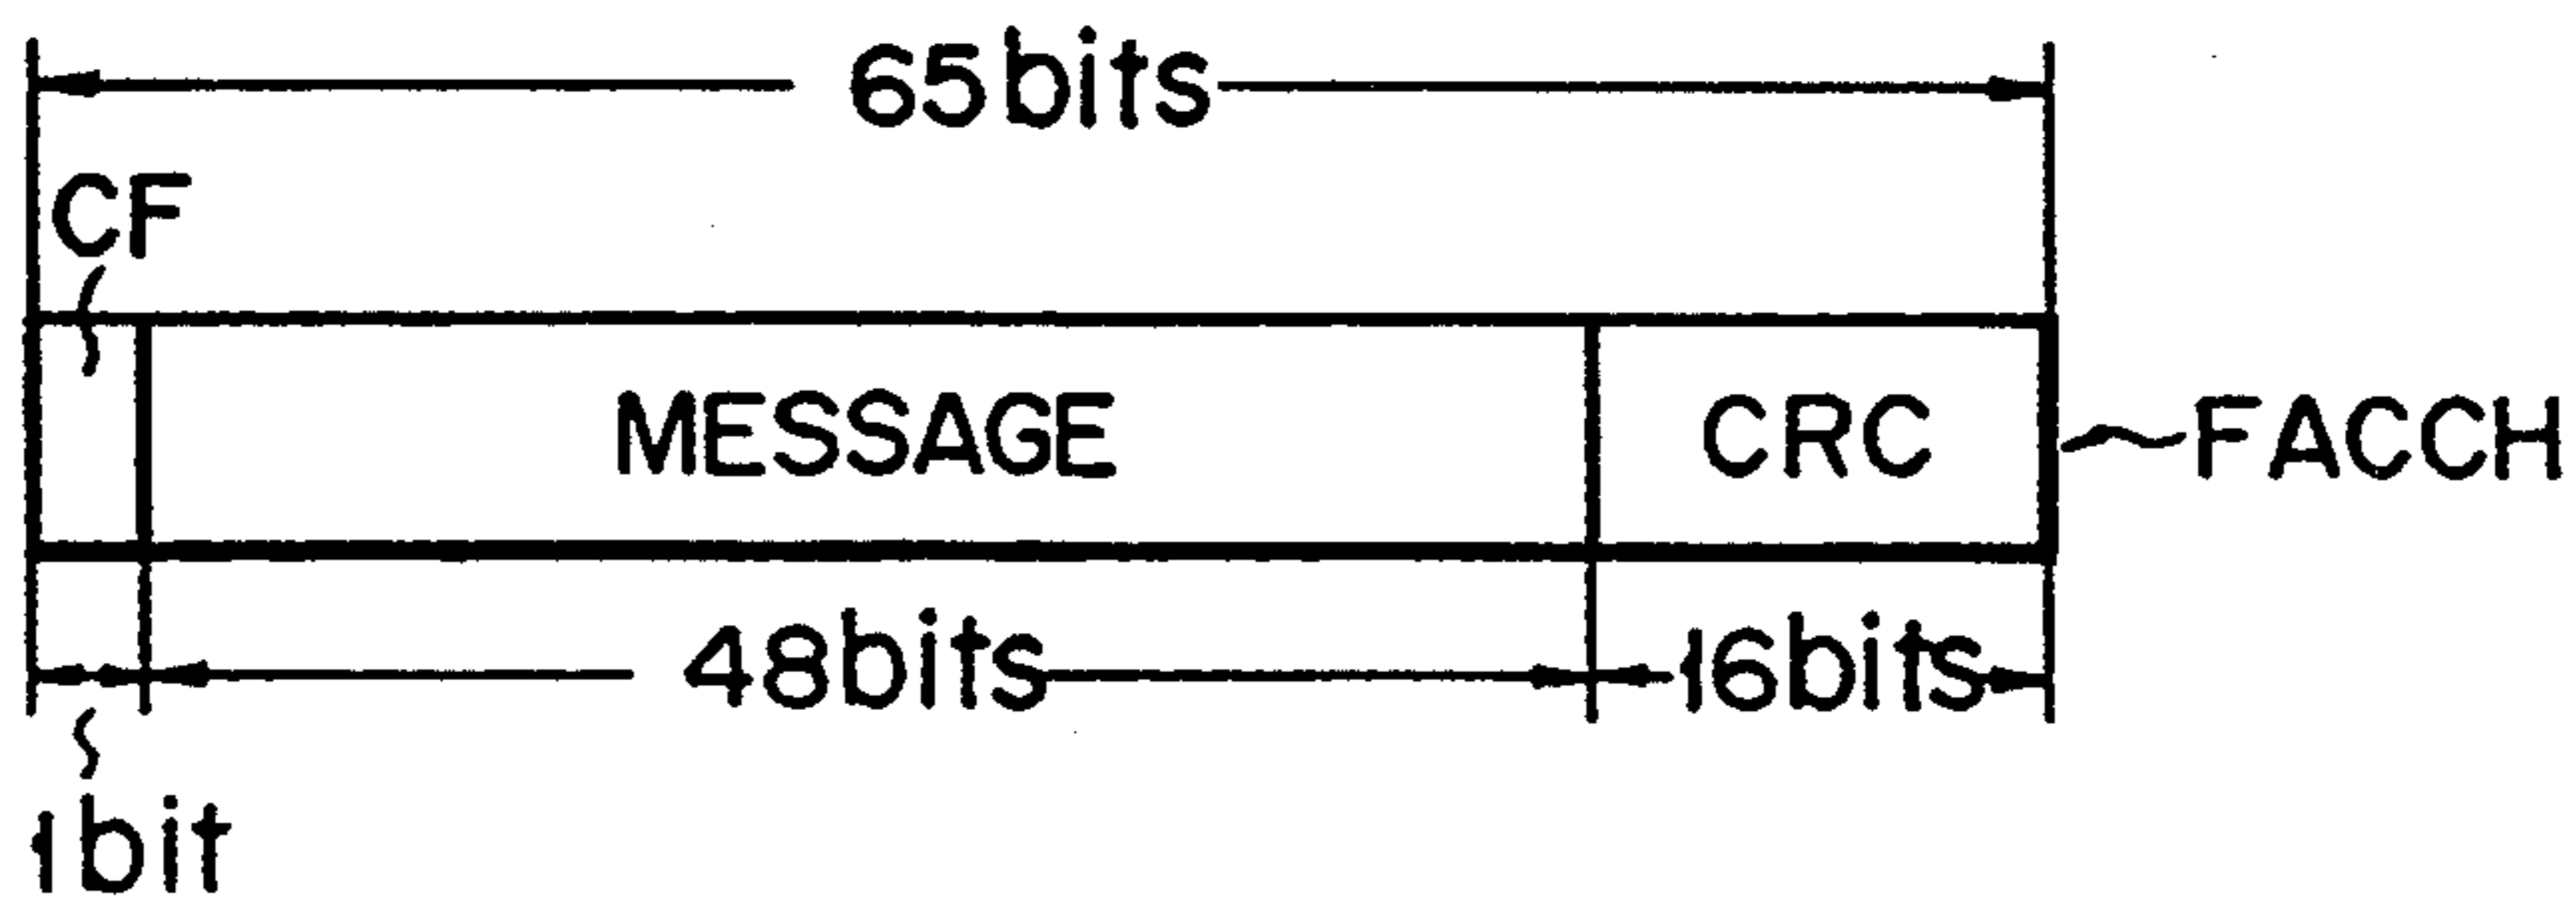 65bits
CF
MESSAGE
CRC
FACCH
48bits
16bits
1bit